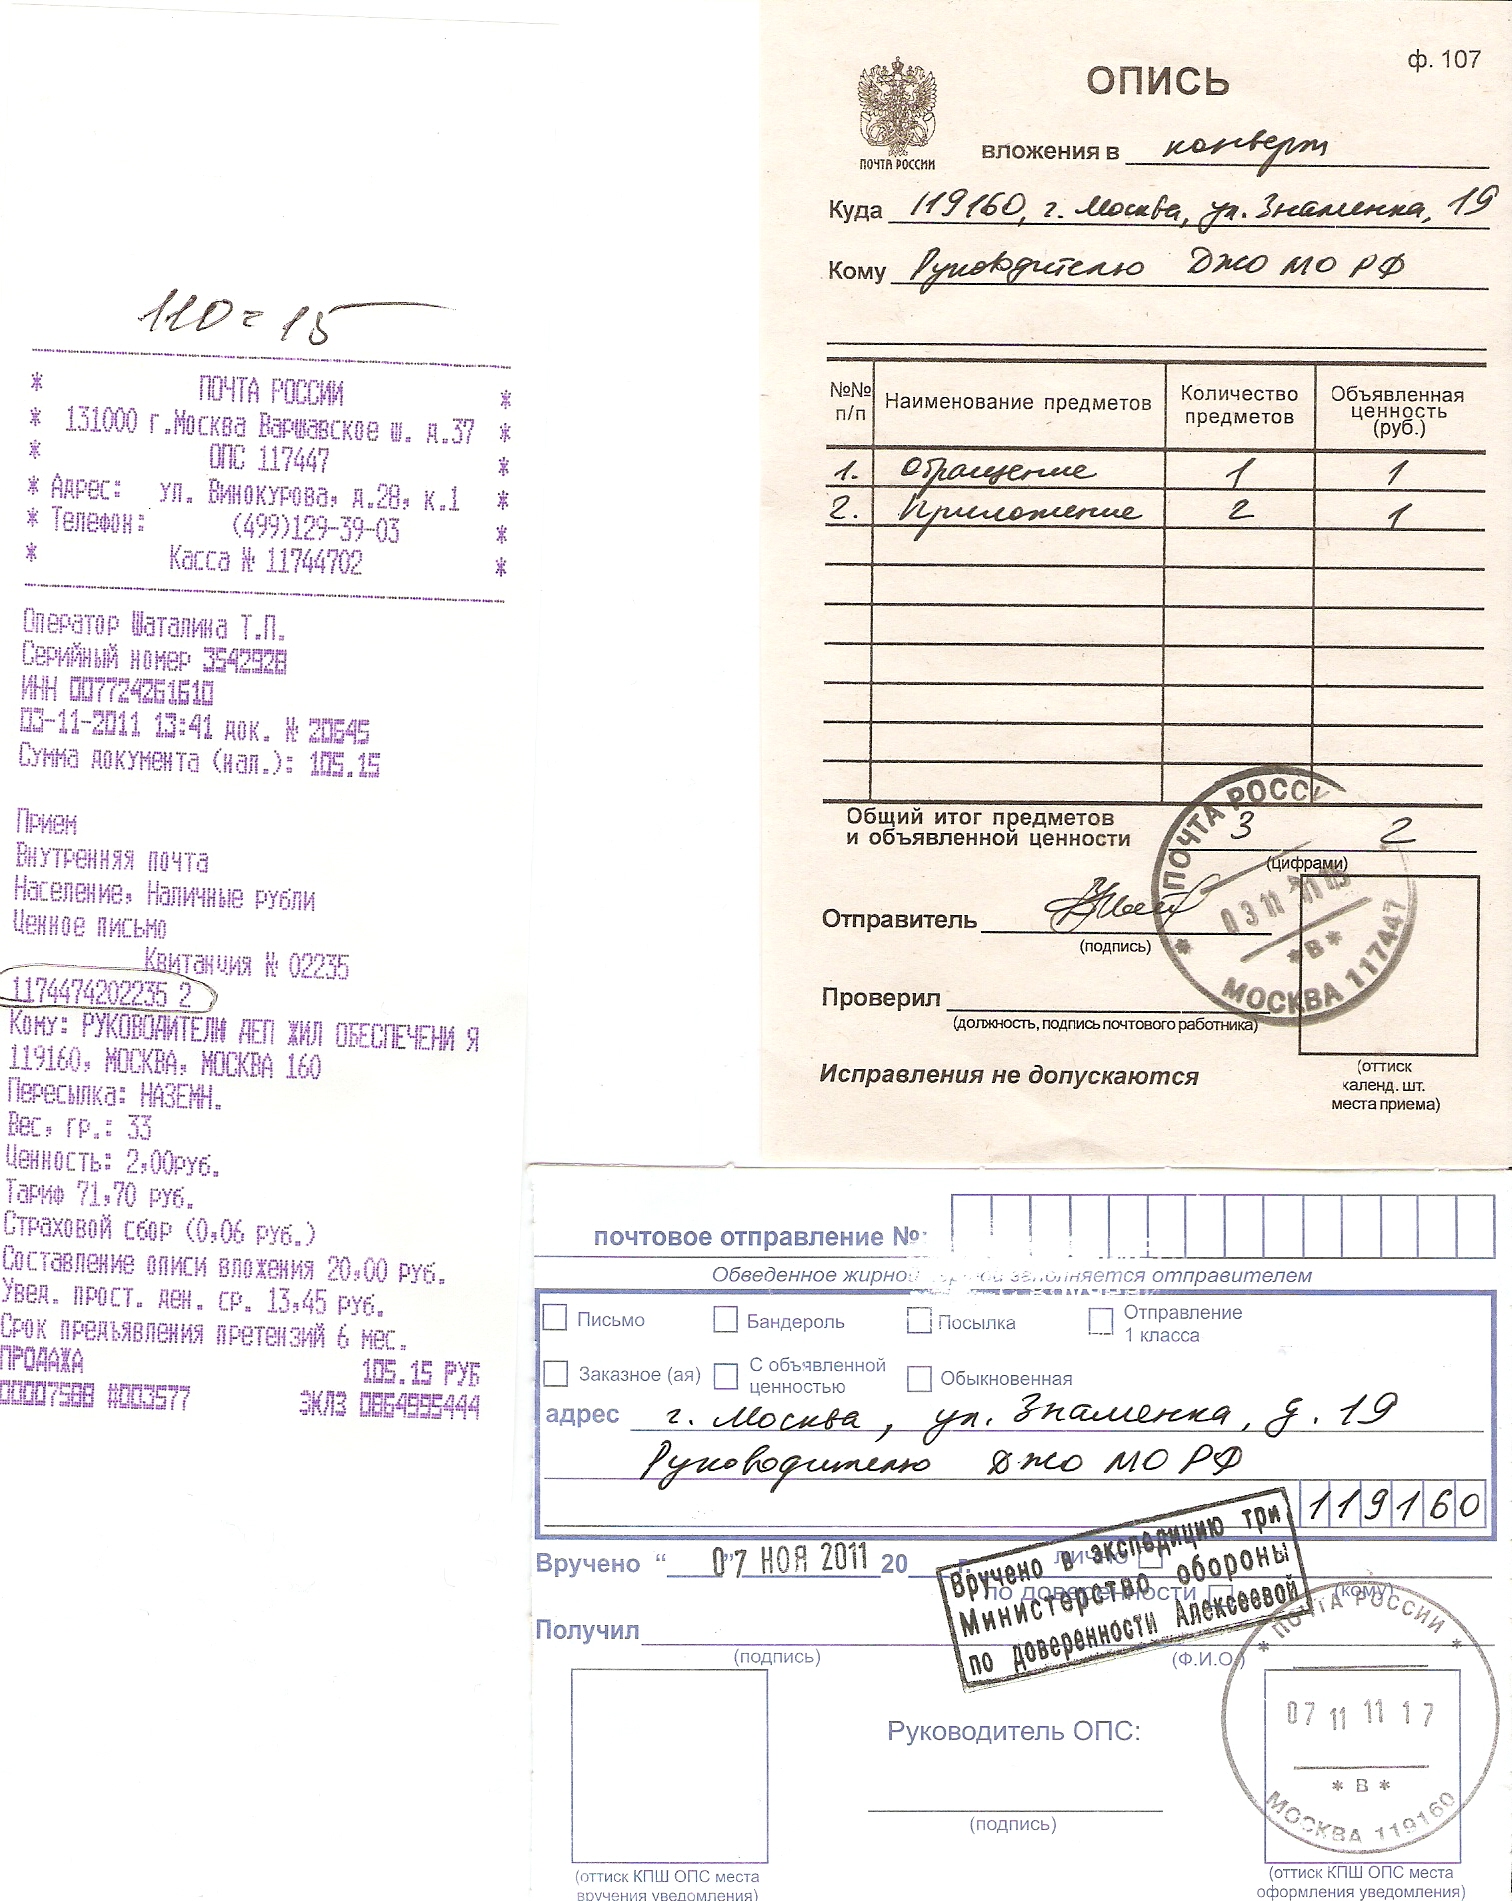 110=15
ПОЧТА РОССИИ
131000 г.Москва Варшавское ш. д.37
ОПС 117447
Адрес: ул. Винокурова, д.28, к.1
Телефон: (499)129-39-03
Касса № 11744702
Оператор Шаталина Т.П.
Серийный номер 3542928
ИНН 007724261610
03-11-2011 13:41 док. № 20645
Сумма документа (нал.): 105.15
Прием
Внутренняя почта
Население, Наличные рубли
Ценное письмо
Квитанция № 02235
1174474202235 2
Кому: РУКОВОДИТЕЛЮ ДЕП ЖИЛ ОБЕСПЕЧЕНИ Я
119160, МОСКВА, МОСКВА 160
Пересылка: НАЗЕМН.
Вес, гр.: 33
Ценность: 2,00руб.
Тариф 71,70 руб.
Страховой сбор (0,06 руб.)
Составление описи вложения 20,00 руб.
Увед. прост. ден. ср. 13,45 руб.
Срок предъявления претензий 6 мес.
ПРОДАЖА 105.15 РУБ
00007588 #003577 ЭКЛЗ 0864995444
ф. 107
ОПИСЬ
ПОЧТА РОССИИ
вложения в конверт
Куда 119160, г. Москва, ул. Знаменка, 19
Кому Руководителю ДЖО МО РФ
№№ п/п Наименование предметов Количество предметов Объявленная ценность (руб.)
1. Обращение 1 1
2. Приложение 2 1
Общий итог предметов
и объявленной ценности 3 2
(цифрами)
ПОЧТА РОССИ
03 11
*В*
МОСКВА 117447
Отправитель
(подпись)
Проверил
(должность, подпись почтового работника)
Исправления не допускаются
(оттиск
календ. шт.
места приема)
почтовое отправление №:
Обведенное жирной заполняется отправителем
Письмо Бандероль Посылка Отправление 1 класса
Заказное (ая) С объявленной ценностью Обыкновенная
адрес г. Москва, ул. Знаменка, д. 19
Руководителю ДЖО МО РФ
119160
Вручено “ 07 НОЯ 2011 20 г. лично
по доверенности (кому)
Вручено в экспедицию три
Министерство обороны
по доверенности Алексеевой
Получил
(подпись) (Ф.И.О.)
ПОЧТА РОССИИ
07 11 11 17
* В *
МОСКВА 119160
Руководитель ОПС:
(подпись)
(оттиск КПШ ОПС места
вручения уведомления)
(оттиск КПШ ОПС места
оформления уведомления)